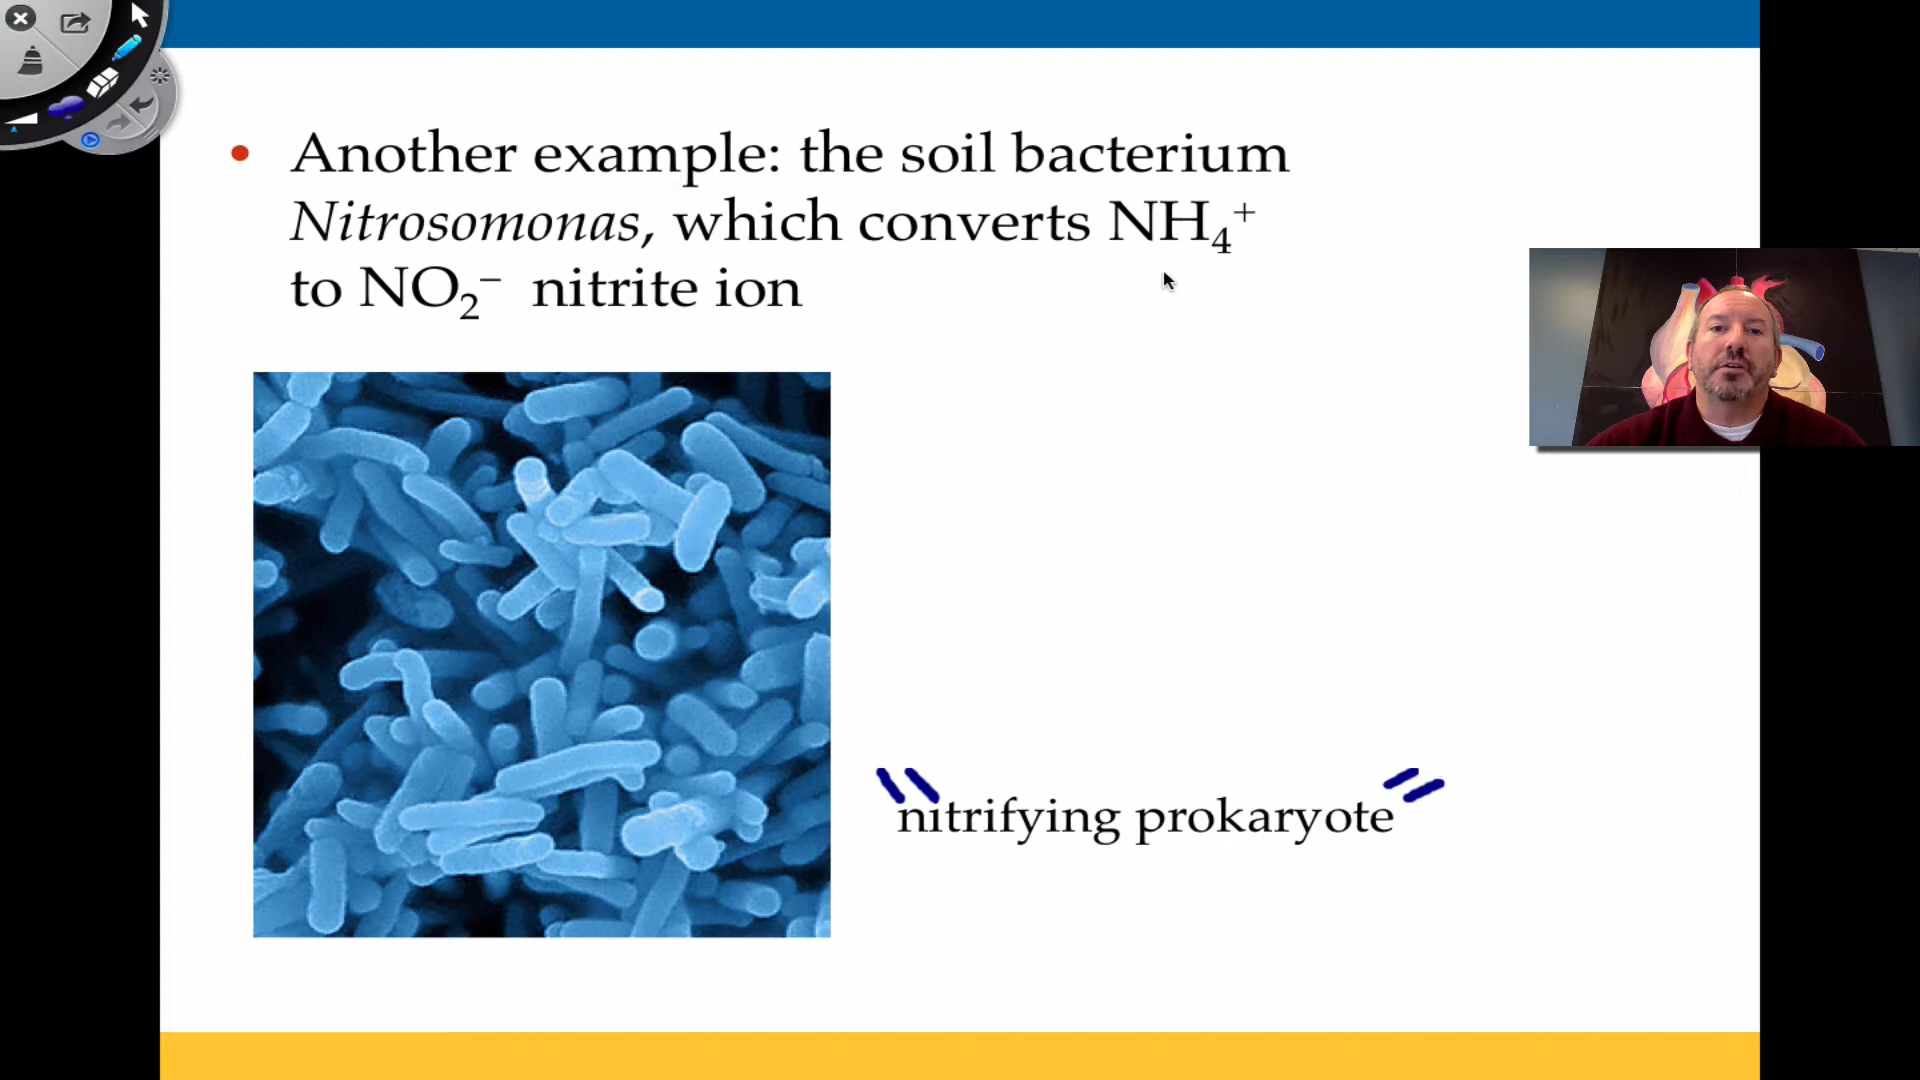 • Another example: the soil bacterium
Nitrosomonas, which converts NH₄⁺
to NO₂⁻ nitrite ion
"nitrifying prokaryote"